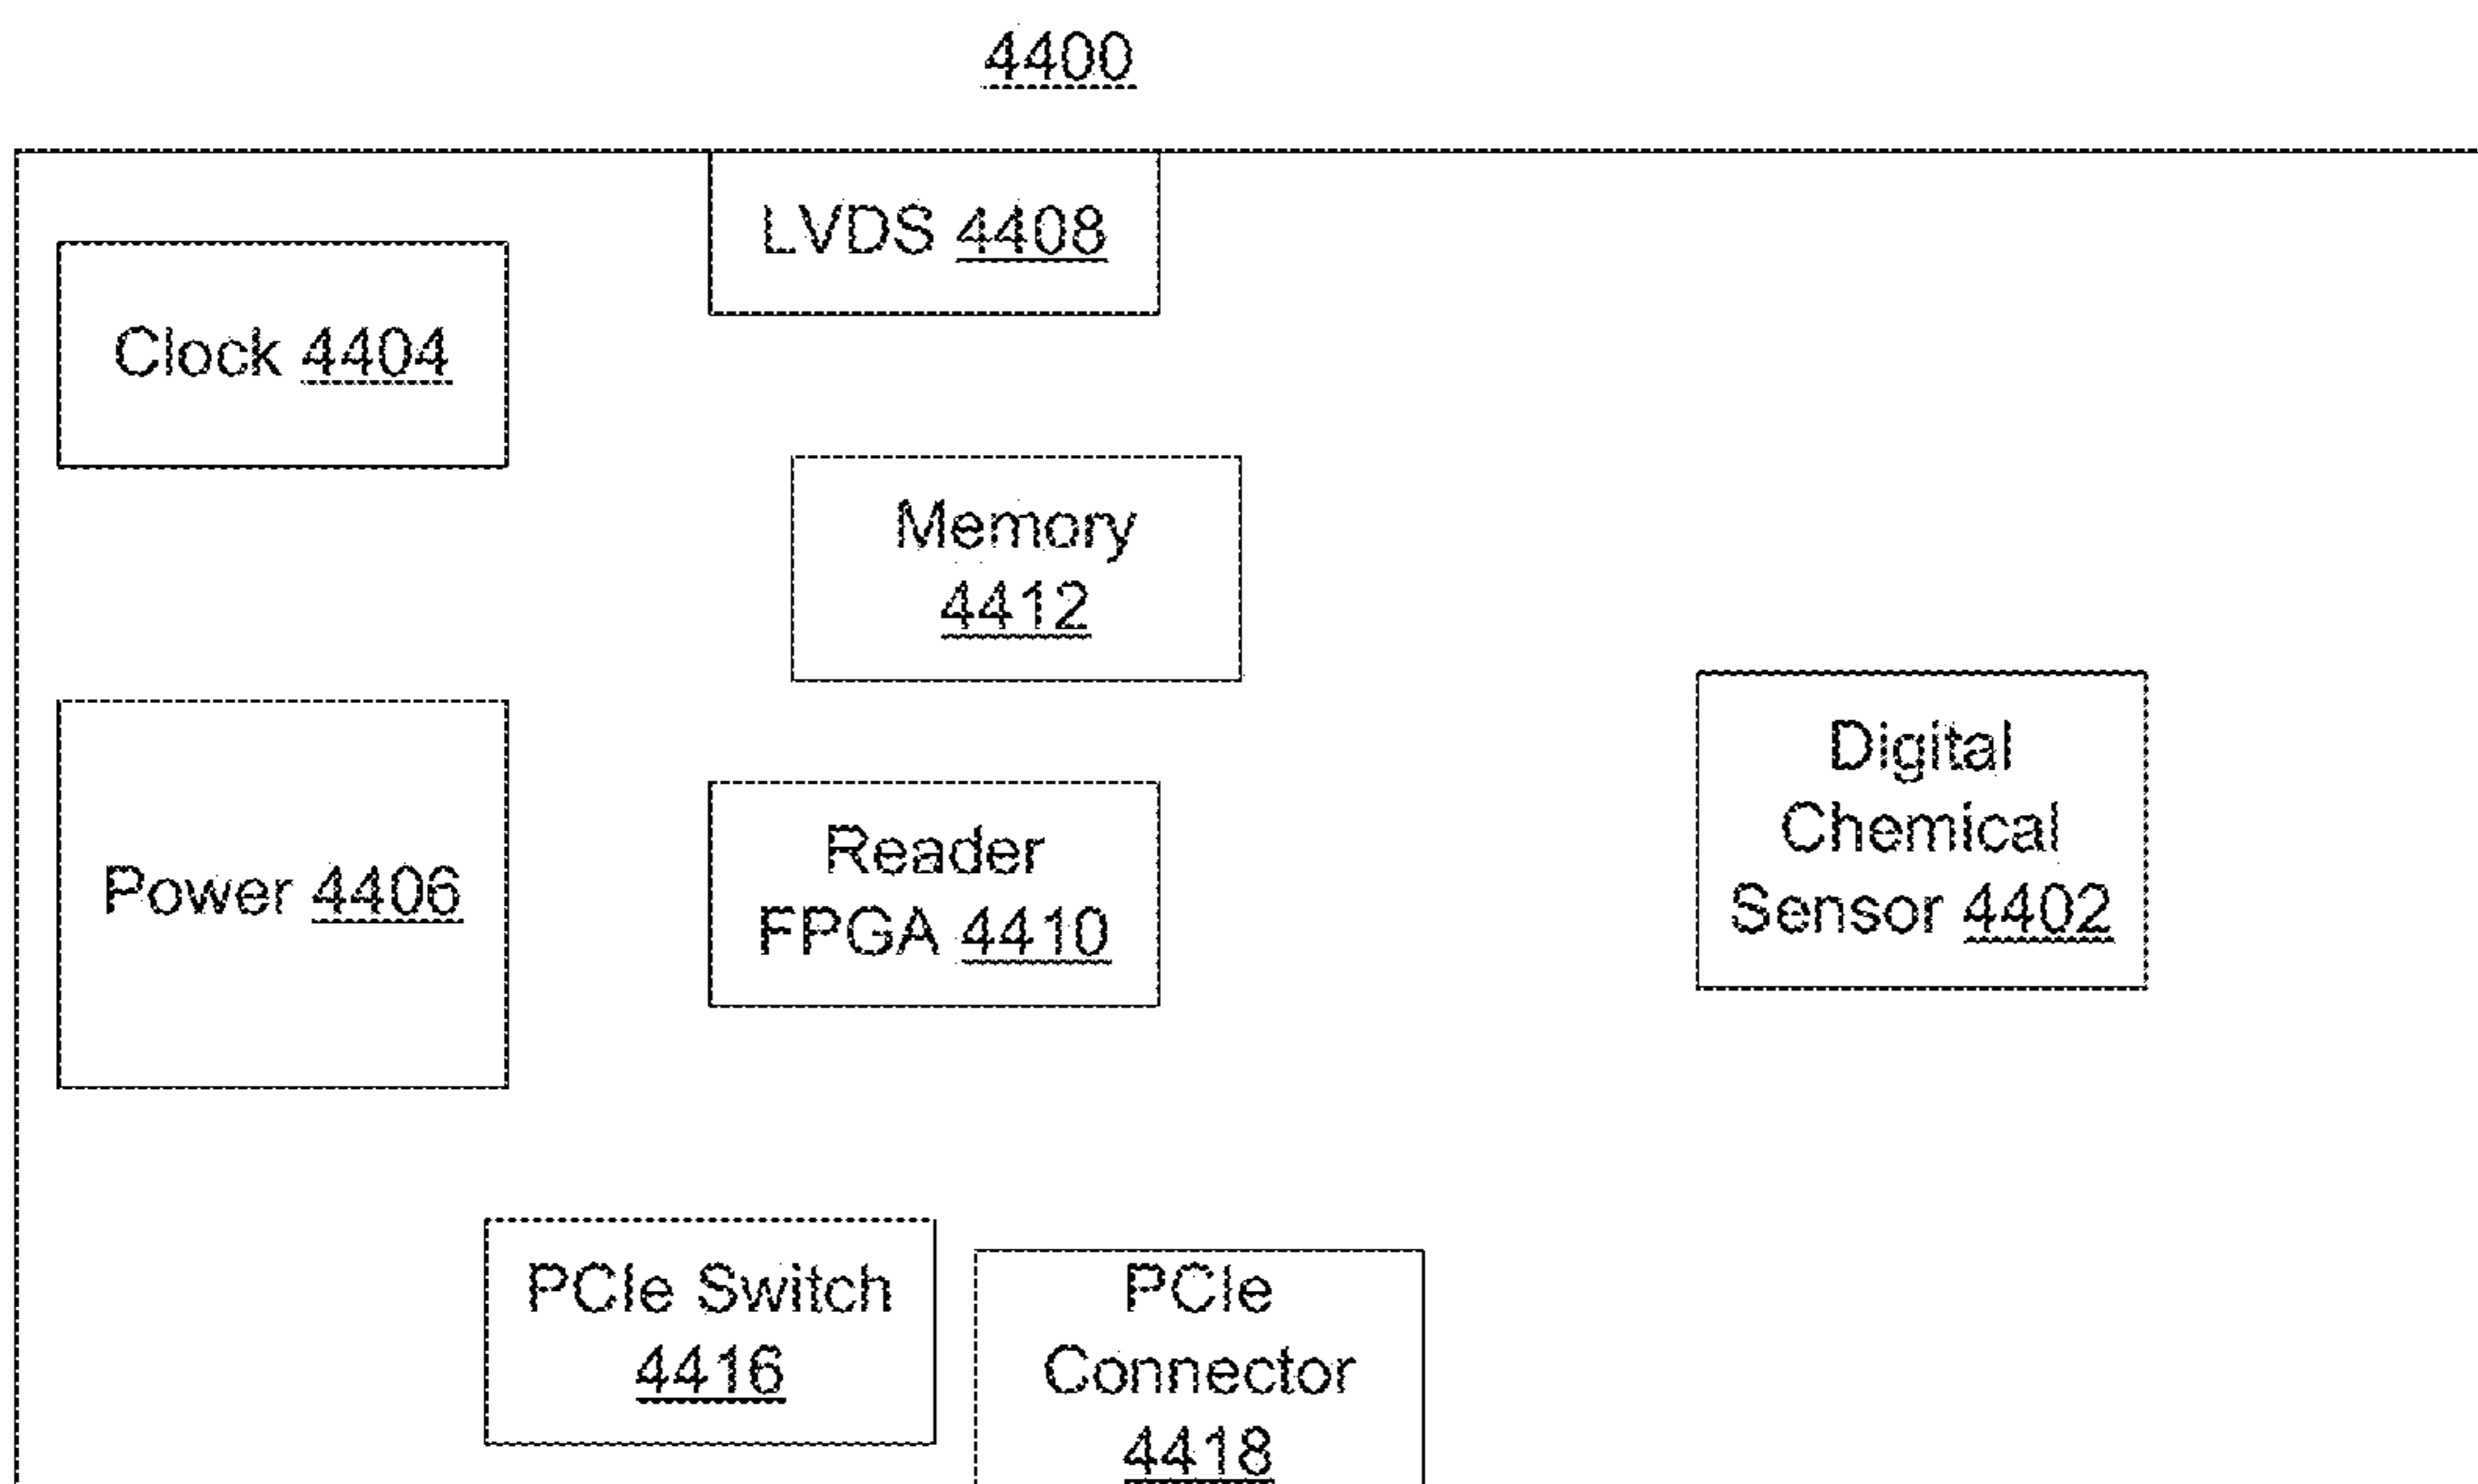 4400
LVDS 4408
Clock 4404
Memory
4412
Digital
Chemical
Sensor 4402
Power 4406
Reader
FPGA 4410
PCIe Switch
4416
PCIe
Connector
4418